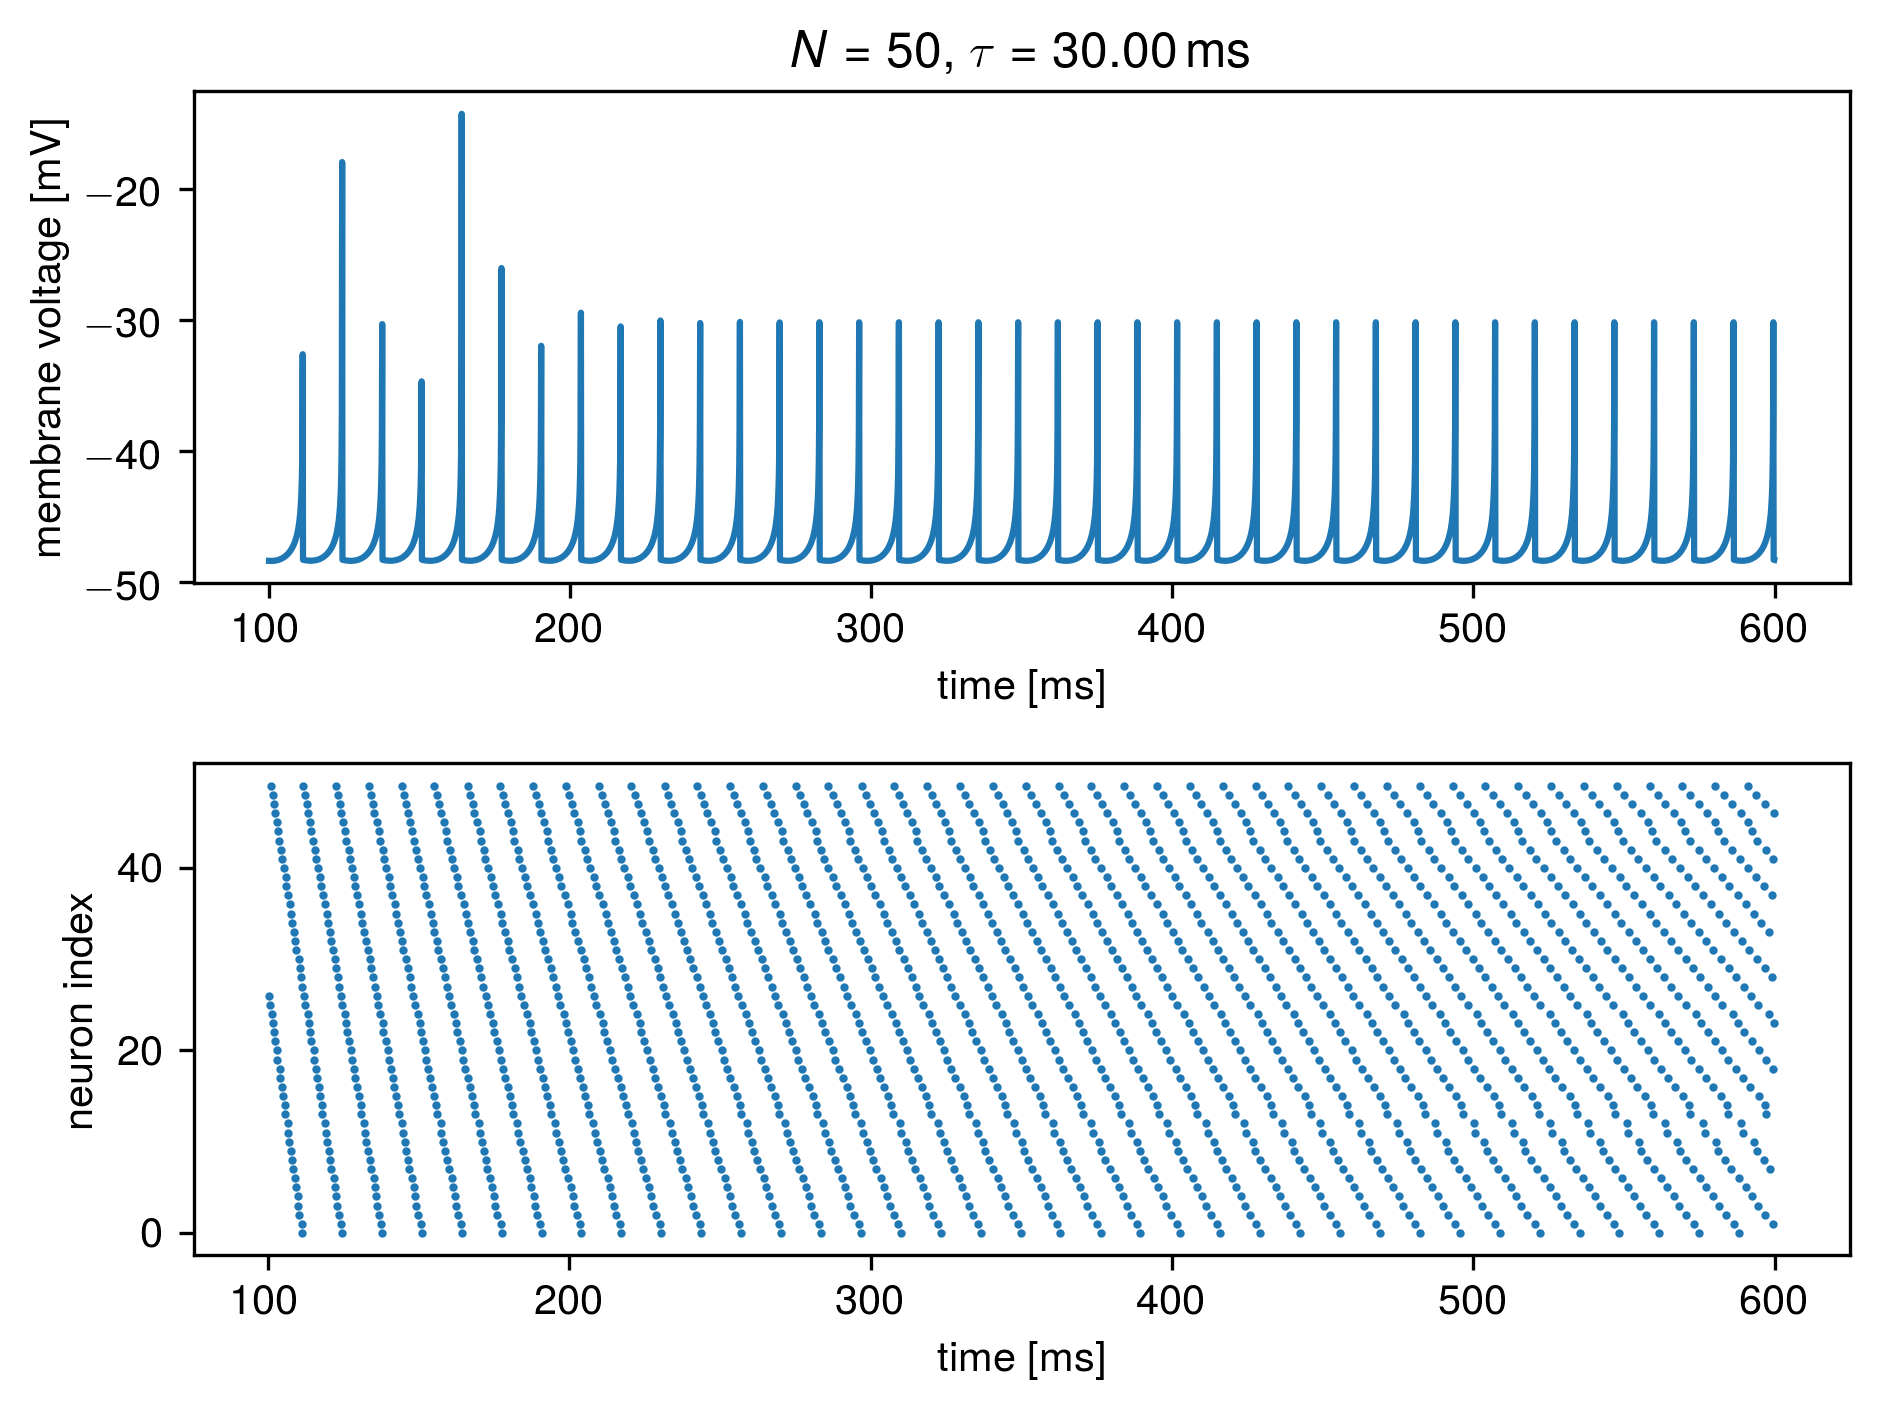 N = 50, τ = 30.00 ms
membrane voltage [mV]
−20
−30
−40
−50
100 200 300 400 500 600
time [ms]
neuron index
40
20
0
100 200 300 400 500 600
time [ms]